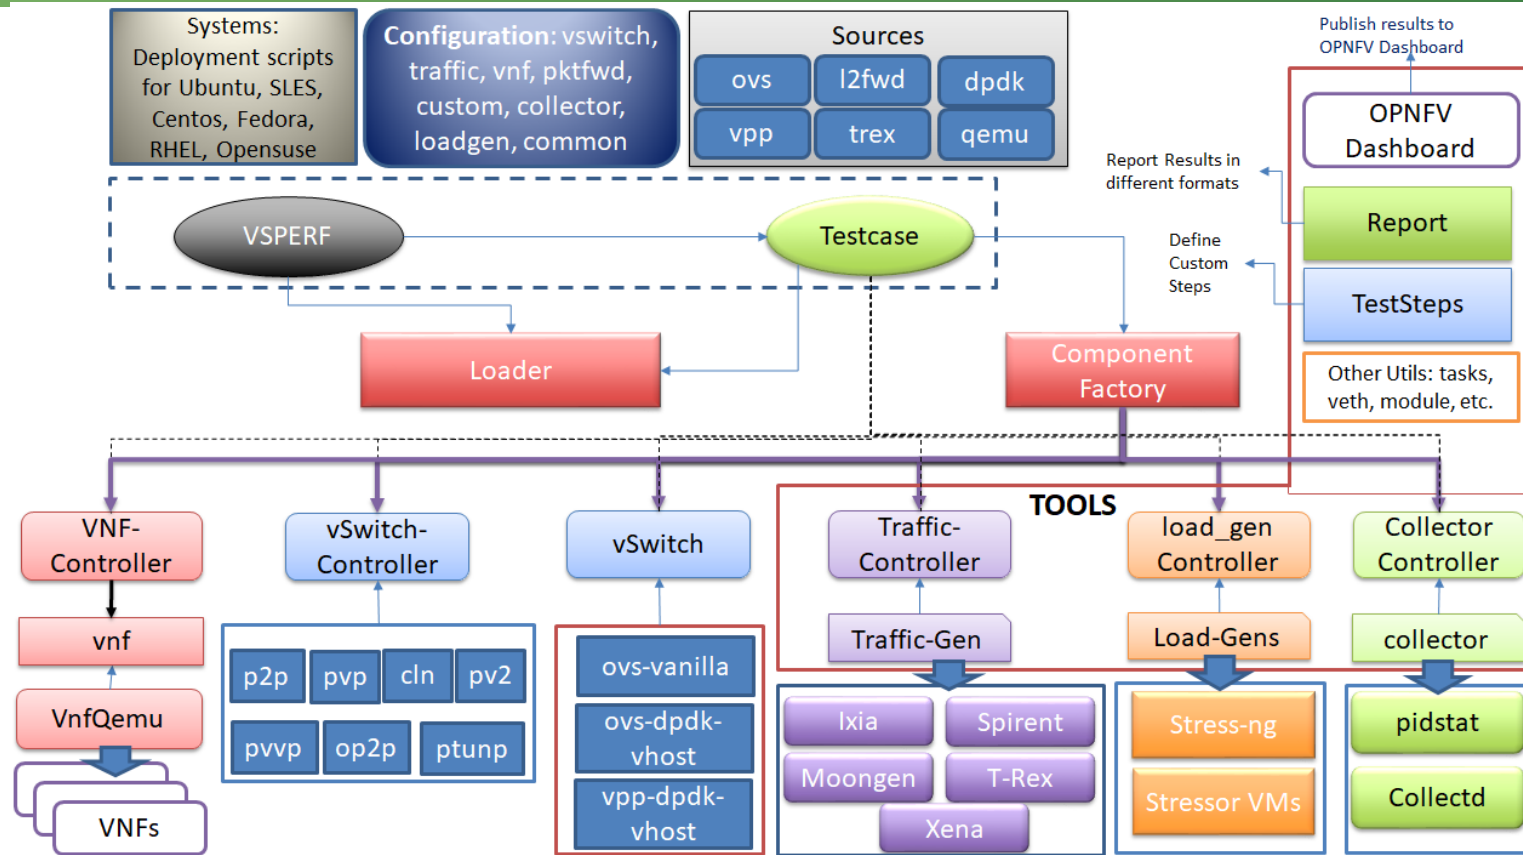 Systems:
Deployment scripts
for Ubuntu, SLES,
Centos, Fedora,
RHEL, Opensuse
Configuration: vswitch,
traffic, vnf, pktfwd,
custom, collector,
loadgen, common
Sources
ovs
l2fwd
dpdk
vpp
trex
qemu
Publish results to
OPNFV Dashboard
OPNFV
Dashboard
Report Results in
different formats
Report
Define
Custom
Steps
TestSteps
Other Utils: tasks,
veth, module, etc.
VSPERF
Testcase
Loader
Component
Factory
TOOLS
VNF-
Controller
vSwitch-
Controller
vSwitch
Traffic-
Controller
load_gen
Controller
Collector
Controller
vnf
Traffic-Gen
Load-Gens
collector
VnfQemu
VNFs
p2p
pvp
cln
pv2
pvvp
op2p
ptunp
ovs-vanilla
ovs-dpdk-
vhost
vpp-dpdk-
vhost
Ixia
Spirent
Moongen
T-Rex
Xena
Stress-ng
Stressor VMs
pidstat
Collectd